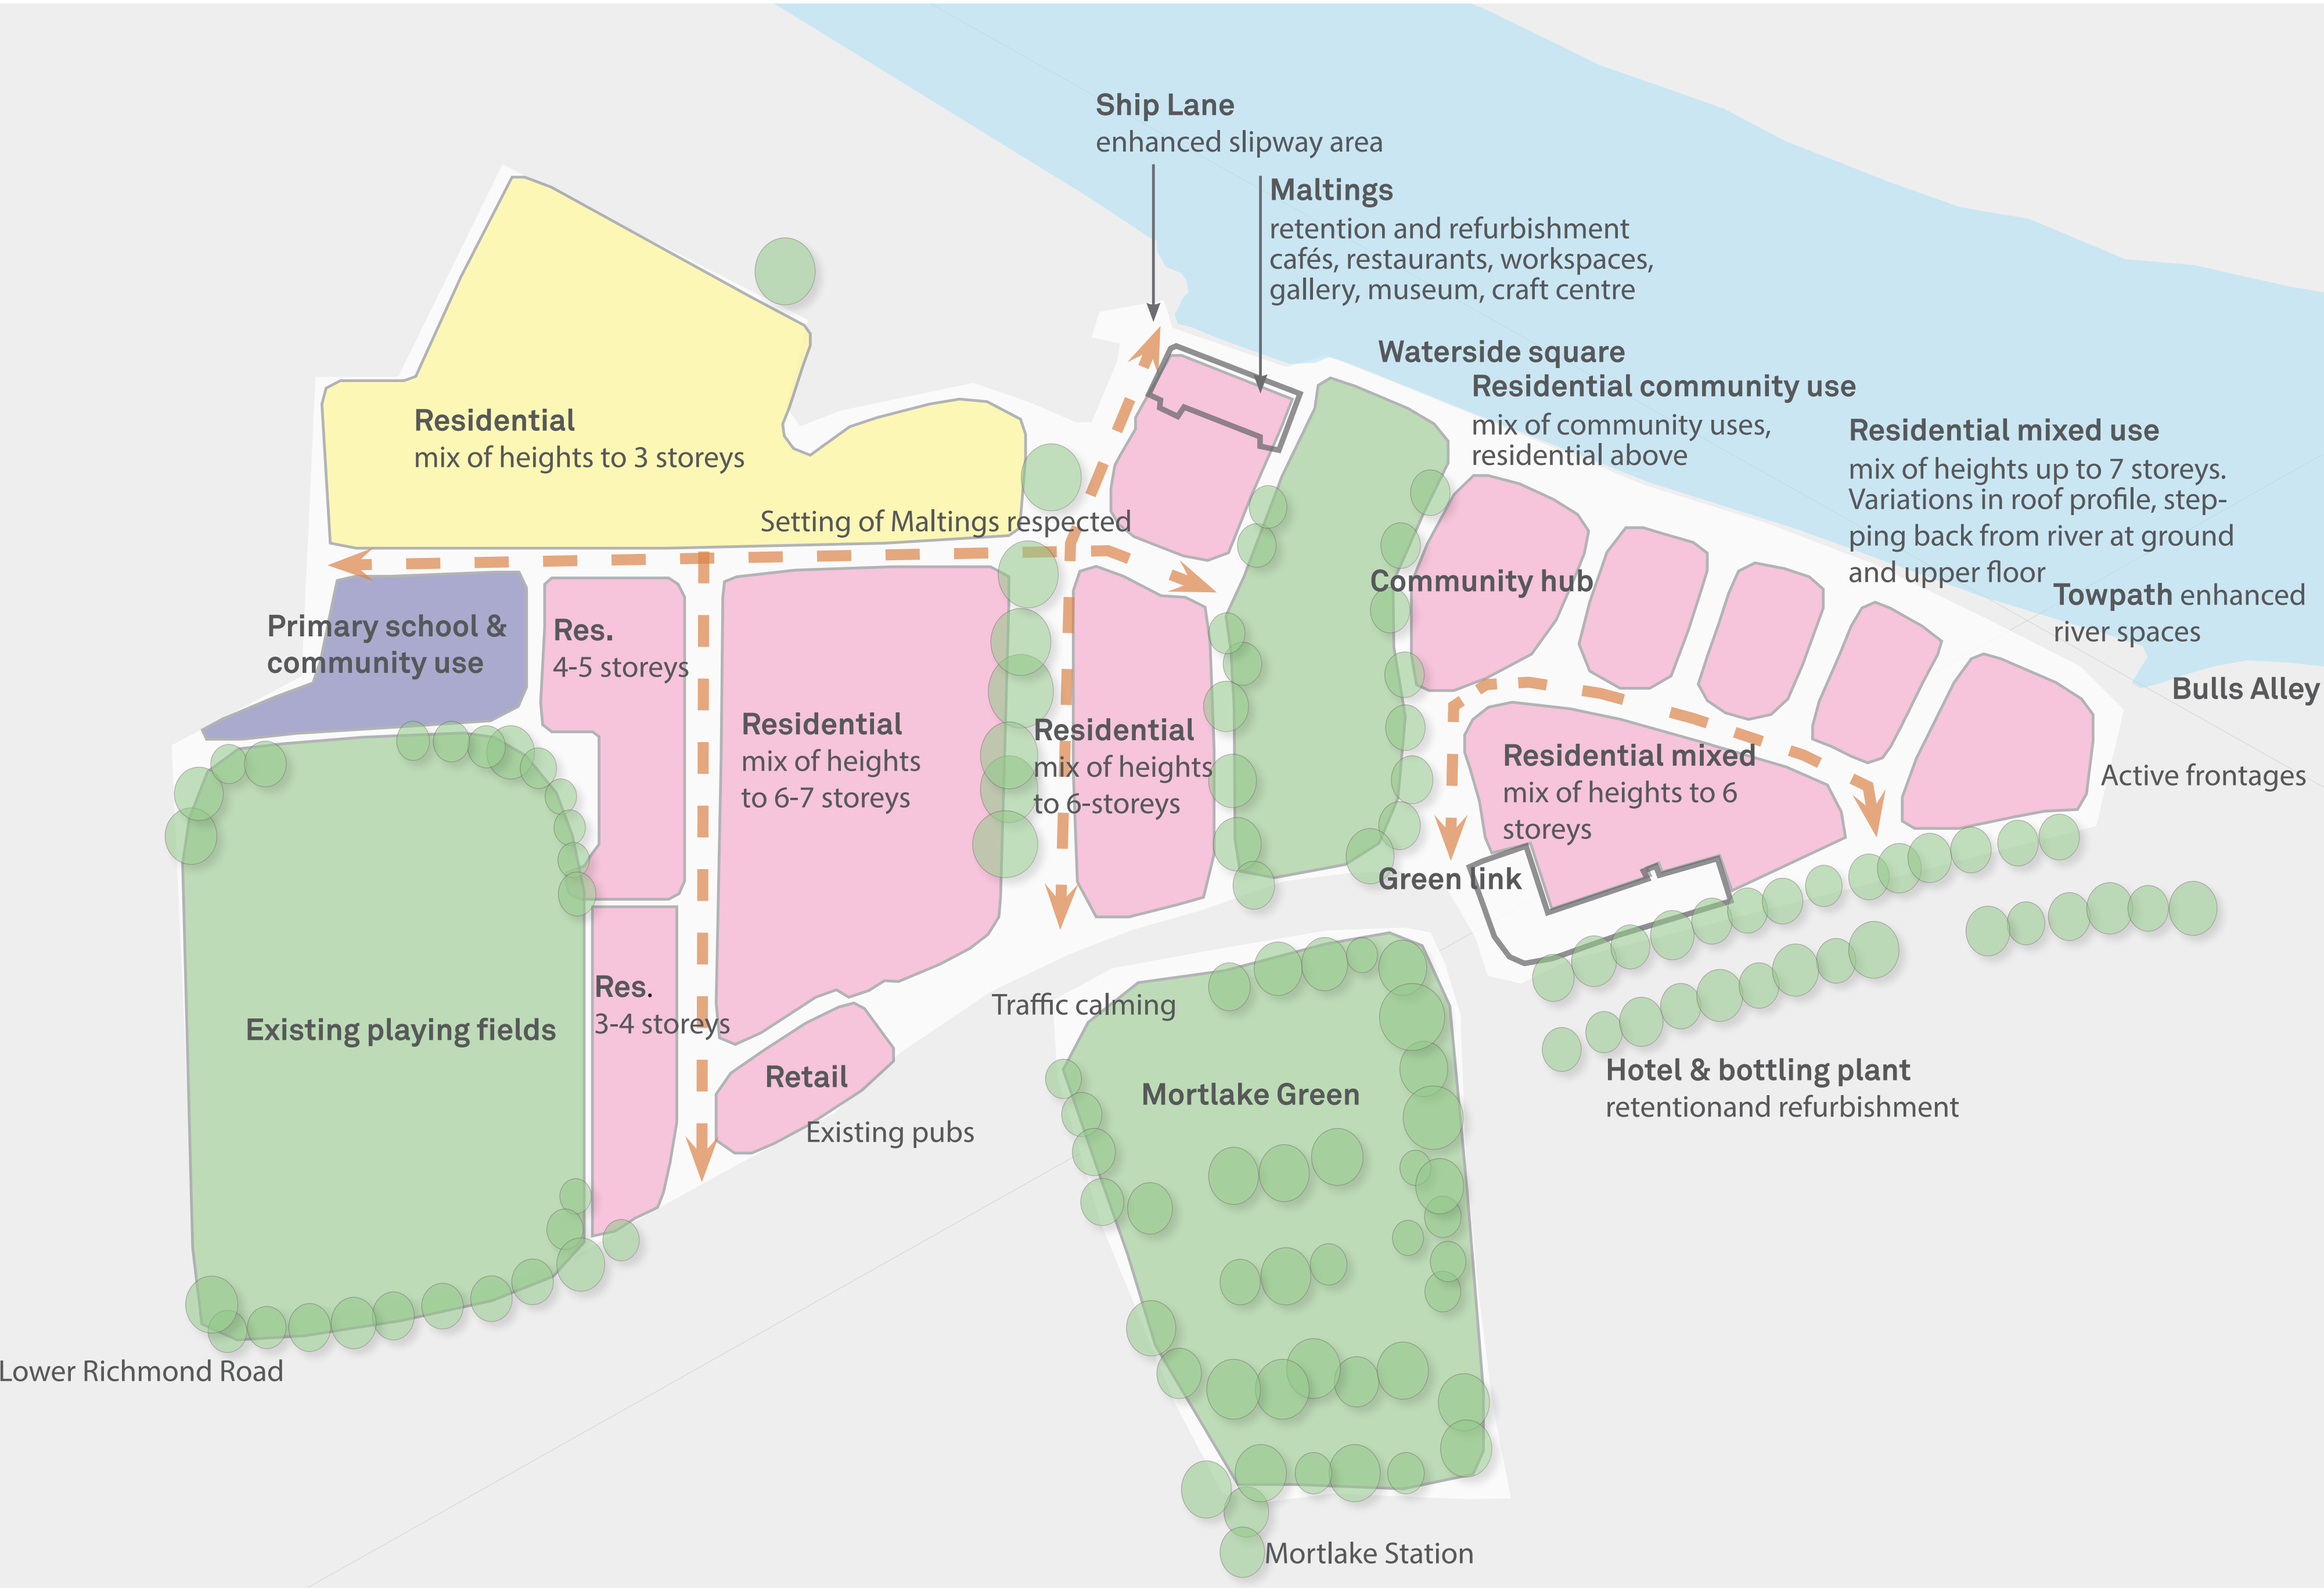 Ship Lane
enhanced slipway area
Maltings
retention and refurbishment
cafés, restaurants, workspaces,
gallery, museum, craft centre
Waterside square
Residential community use
mix of community uses,
residential above
Residential mixed use
mix of heights up to 7 storeys.
Variations in roof profile, step-
ping back from river at ground
and upper floor
Towpath enhanced
river spaces
Bulls Alley
Active frontages
Residential
mix of heights to 3 storeys
Setting of Maltings respected
Community hub
Primary school &
community use
Res.
4-5 storeys
Residential
mix of heights
to 6-7 storeys
Residential
mix of heights
to 6-storeys
Residential mixed
mix of heights to 6
storeys
Green link
Existing playing fields
Res.
3-4 storeys
Traffic calming
Retail
Existing pubs
Mortlake Green
Hotel & bottling plant
retentionand refurbishment
Lower Richmond Road
Mortlake Station